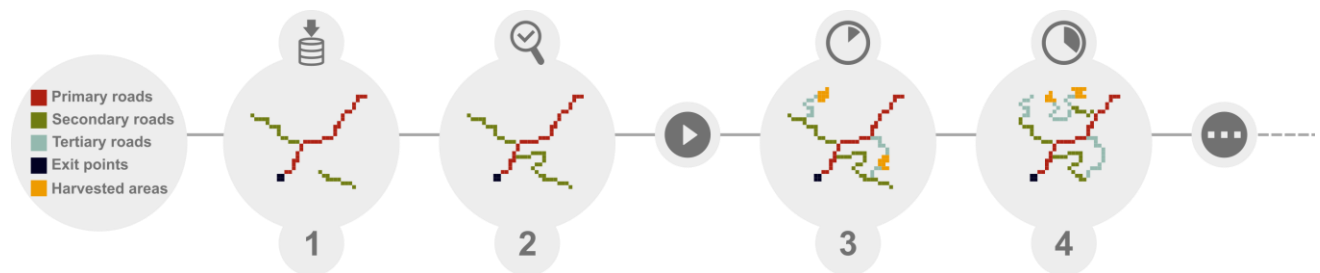 Primary roads
Secondary roads
Tertiary roads
Exit points
Harvested areas
1
2
3
4